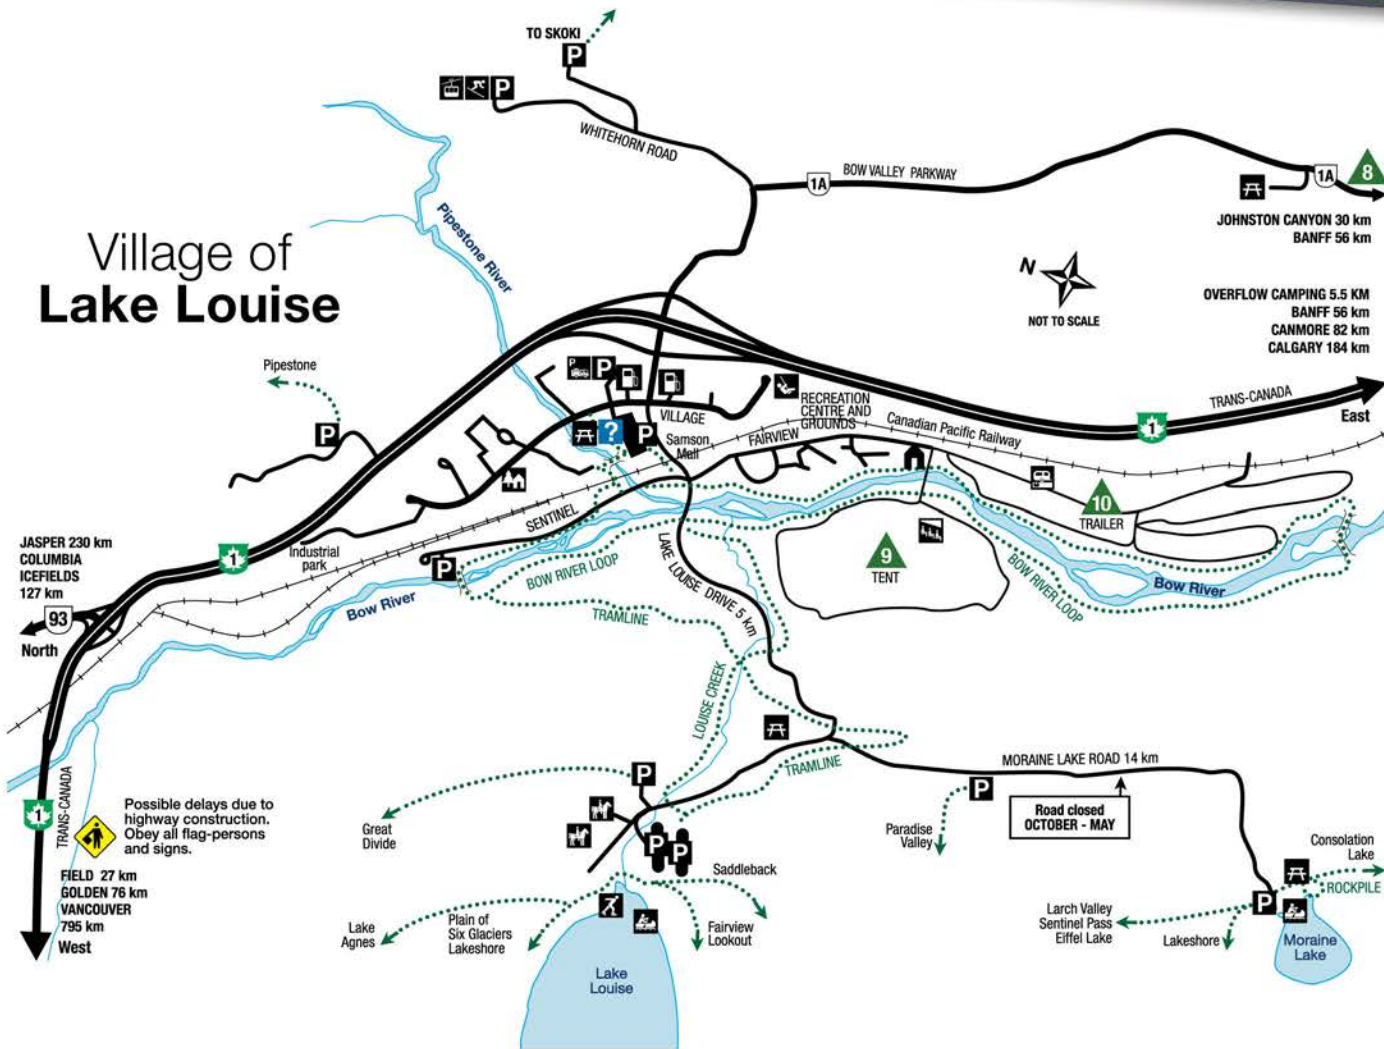 TO SKOKI
P
P
WHITEHORN ROAD
1A
BOW VALLEY PARKWAY
1A
8
JOHNSTON CANYON 30 km
BANFF 56 km
Pipestone River
Village of
Lake Louise
N
NOT TO SCALE
OVERFLOW CAMPING 5.5 KM
BANFF 56 km
CANMORE 82 km
CALGARY 184 km
Pipestone
P
P
P
VILLAGE
RECREATION
CENTRE AND
GROUNDS
TRANS-CANADA
1
East
?
P
Samson
Mall
FAIRVIEW
Canadian Pacific Railway
SENTINEL
10
TRAILER
Industrial
park
1
P
JASPER 230 km
COLUMBIA
ICEFIELDS
127 km
93
North
Bow River
BOW RIVER LOOP
TRAMLINE
LAKE LOUISE DRIVE 5 km
9
TENT
BOW RIVER LOOP
Bow River
LOUISE CREEK
TRAMLINE
MORAINE LAKE ROAD 14 km
P
P
Road closed
OCTOBER - MAY
TRANS-CANADA
1
Possible delays due to
highway construction.
Obey all flag-persons
and signs.
FIELD 27 km
GOLDEN 76 km
VANCOUVER
795 km
West
Great
Divide
P
P
Paradise
Valley
Saddleback
Consolation
Lake
ROCKPILE
Lake
Agnes
Plain of
Six Glaciers
Lakeshore
Fairview
Lookout
Larch Valley
Sentinel Pass
Eiffel Lake
Lakeshore
P
Moraine
Lake
Lake
Louise